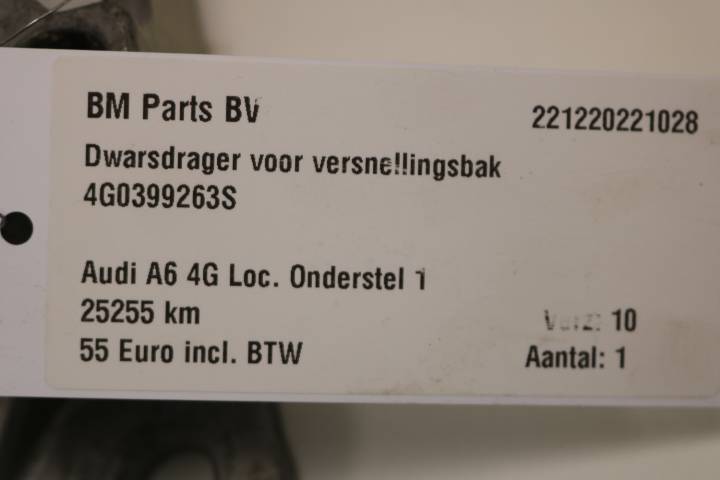 BM Parts BV
221220221028
Dwarsdrager voor versnellingsbak
4G0399263S
Audi A6 4G Loc. Onderstel 1
25255 km
Verz: 10
55 Euro incl. BTW
Aantal: 1